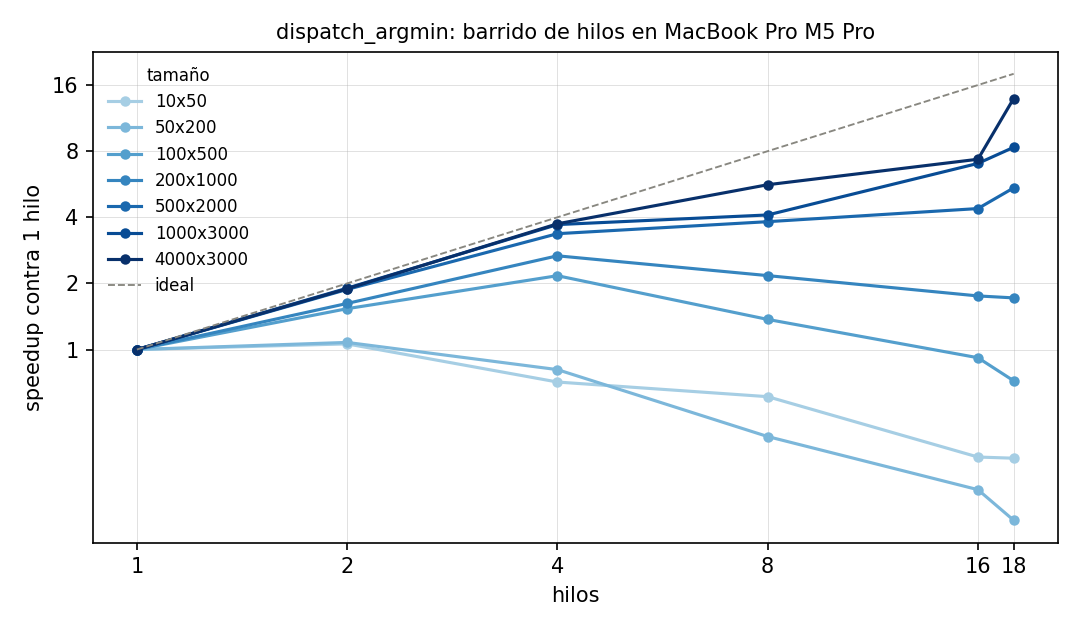 dispatch_argmin: barrido de hilos en MacBook Pro M5 Pro
speedup contra 1 hilo
16
8
4
2
1
tamaño
10x50
50x200
100x500
200x1000
500x2000
1000x3000
4000x3000
ideal
1 2 4 8 16 18
hilos